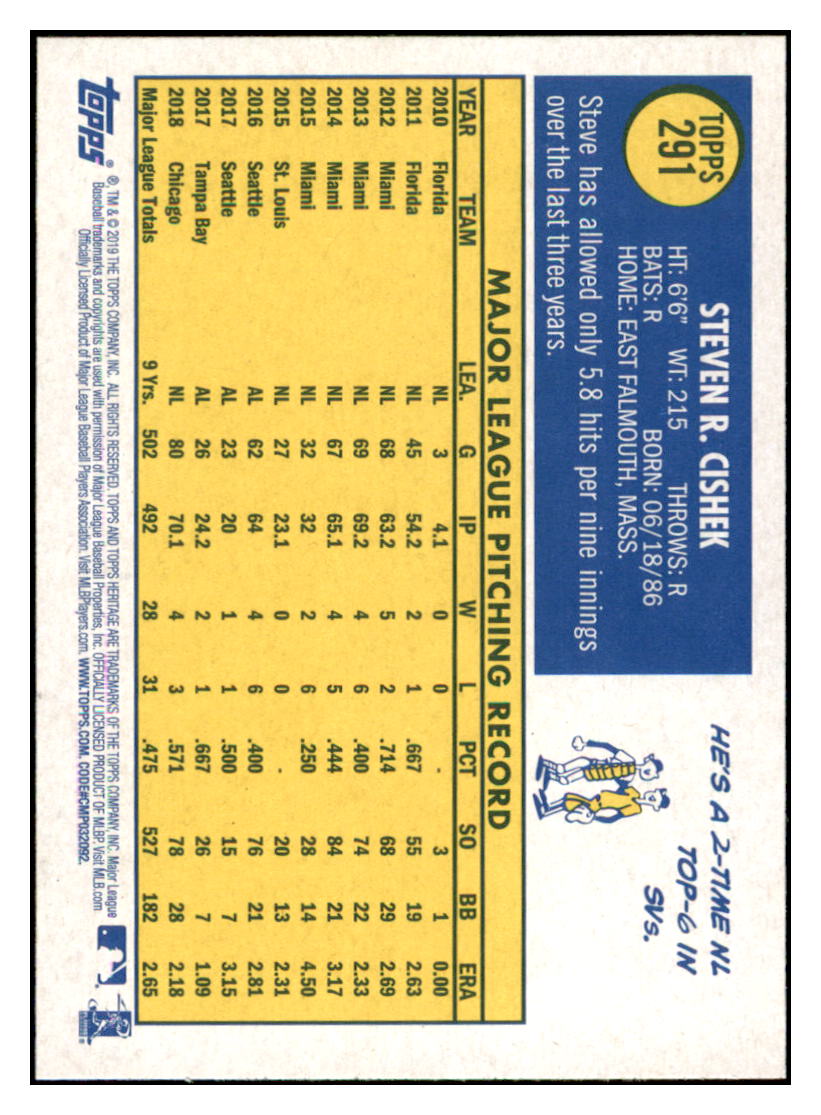 TOPPS
291
STEVEN R. CISHEK
HT: 6'6" WT: 215 THROWS: R
BATS: R BORN: 06/18/86
HOME: EAST FALMOUTH, MASS.
Steve has allowed only 5.8 hits per nine innings
over the last three years.
HE'S A 2-TIME NL
TOP-6 IN
SVs.
MAJOR LEAGUE PITCHING RECORD
YEAR TEAM LEA. G IP W L PCT SO BB ERA
2010 Florida NL 3 4.1 0 0 - 3 1 0.00
2011 Florida NL 45 54.2 2 1 .667 55 19 2.63
2012 Miami NL 68 63.2 5 2 .714 68 29 2.69
2013 Miami NL 69 69.2 4 6 .400 74 22 2.33
2014 Miami NL 67 65.1 4 5 .444 84 21 3.17
2015 Miami NL 32 32 2 6 .250 28 14 4.50
2015 St. Louis NL 27 23.1 0 0 - 20 13 2.31
2016 Seattle AL 62 64 4 6 .400 76 21 2.81
2017 Seattle AL 23 20 1 1 .500 15 7 3.15
2017 Tampa Bay AL 26 24.2 2 1 .667 26 7 1.09
2018 Chicago NL 80 70.1 4 3 .571 78 28 2.18
Major League Totals 9 Yrs. 502 492 28 31 .475 527 182 2.65
topps®
®, TM & © 2019 THE TOPPS COMPANY, INC. ALL RIGHTS RESERVED. TOPPS AND TOPPS HERITAGE ARE TRADEMARKS OF THE TOPPS COMPANY, INC. Major League
Baseball trademarks and copyrights are used with permission of Major League Baseball Properties, Inc. OFFICIALLY LICENSED PRODUCT OF MLBP. Visit MLB.com
Officially Licensed Product of Major League Baseball Players Association. Visit MLBPlayers.com. WWW.TOPPS.COM. CODE#CMP032092.